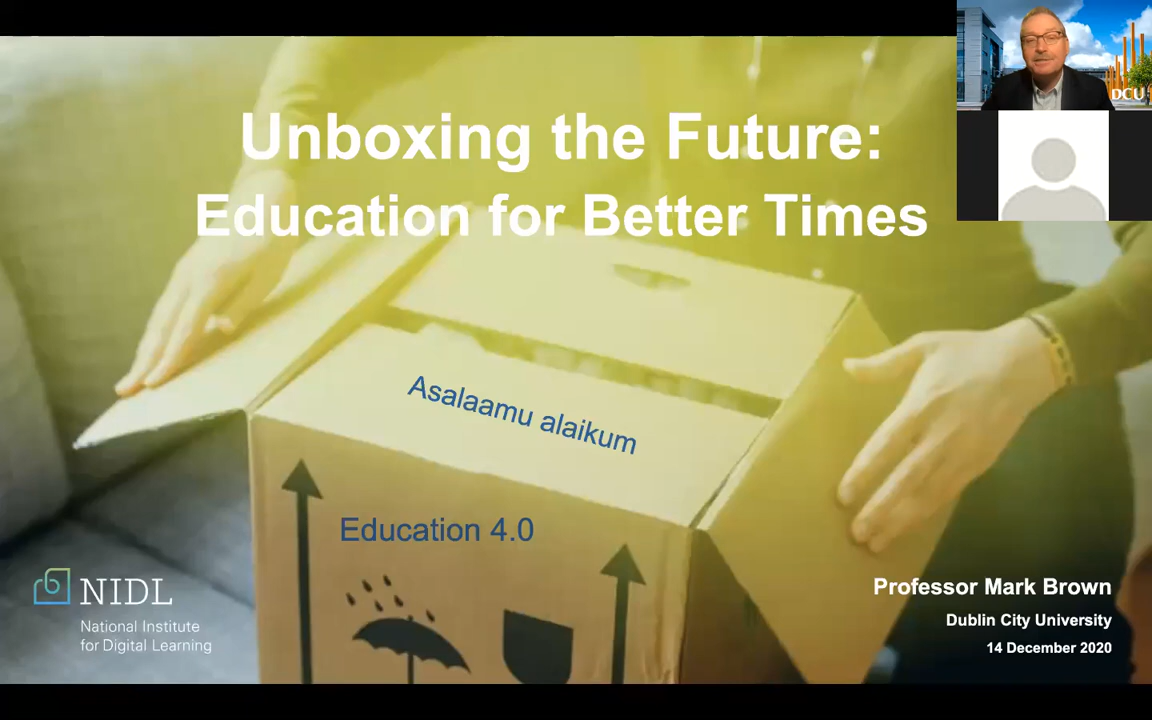 Unboxing the Future:
Education for Better Times
DCU
Asalaamu alaikum
Education 4.0
NIDL
National Institute
for Digital Learning
Professor Mark Brown
Dublin City University
14 December 2020